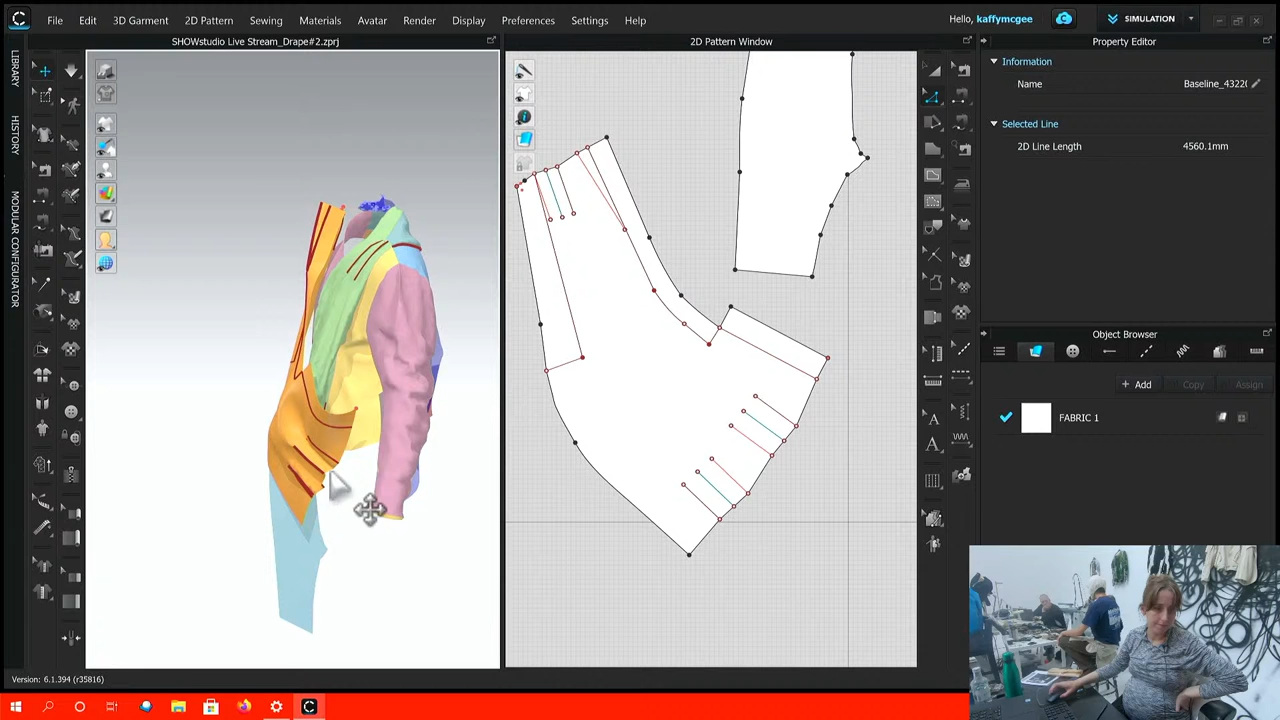 File Edit 3D Garment 2D Pattern Sewing Materials Avatar Render Display Preferences Settings Help
Hello, kaffymcgee
SIMULATION
SHOWstudio Live Stream_Drape#2.zprj
2D Pattern Window
Property Editor
LIBRARY
HISTORY
MODULAR CONFIGURATOR
Information
Name Baseline_4322(
Selected Line
2D Line Length 4560.1mm
Object Browser
+ Add Copy Assign
FABRIC 1
Version: 6.1.394 (r35816)